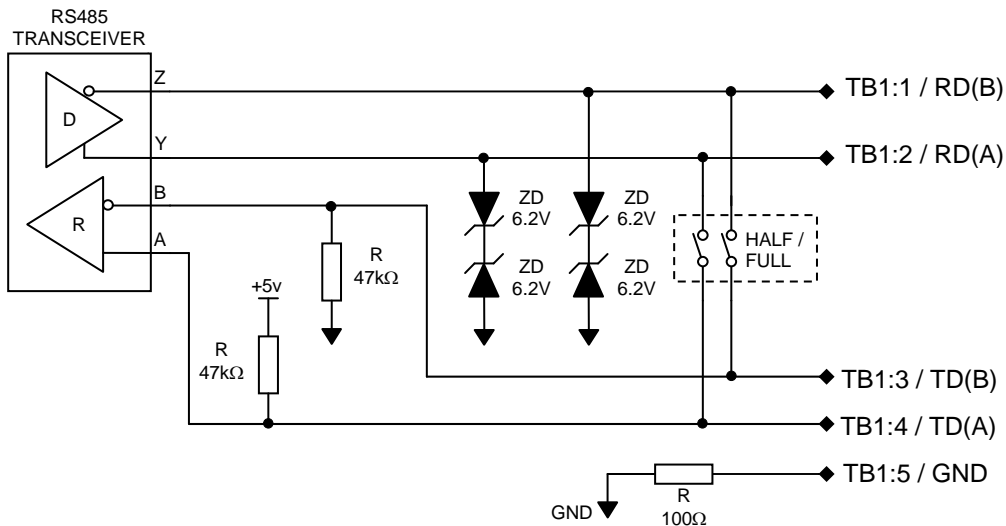 RS485
TRANSCEIVER
Z
TB1:1 / RD(B)
D
Y
TB1:2 / RD(A)
B
R
A
ZD
6.2V
ZD
6.2V
HALF /
FULL
R
47kΩ
+5v
ZD
6.2V
ZD
6.2V
R
47kΩ
TB1:3 / TD(B)
TB1:4 / TD(A)
TB1:5 / GND
GND
R
100Ω